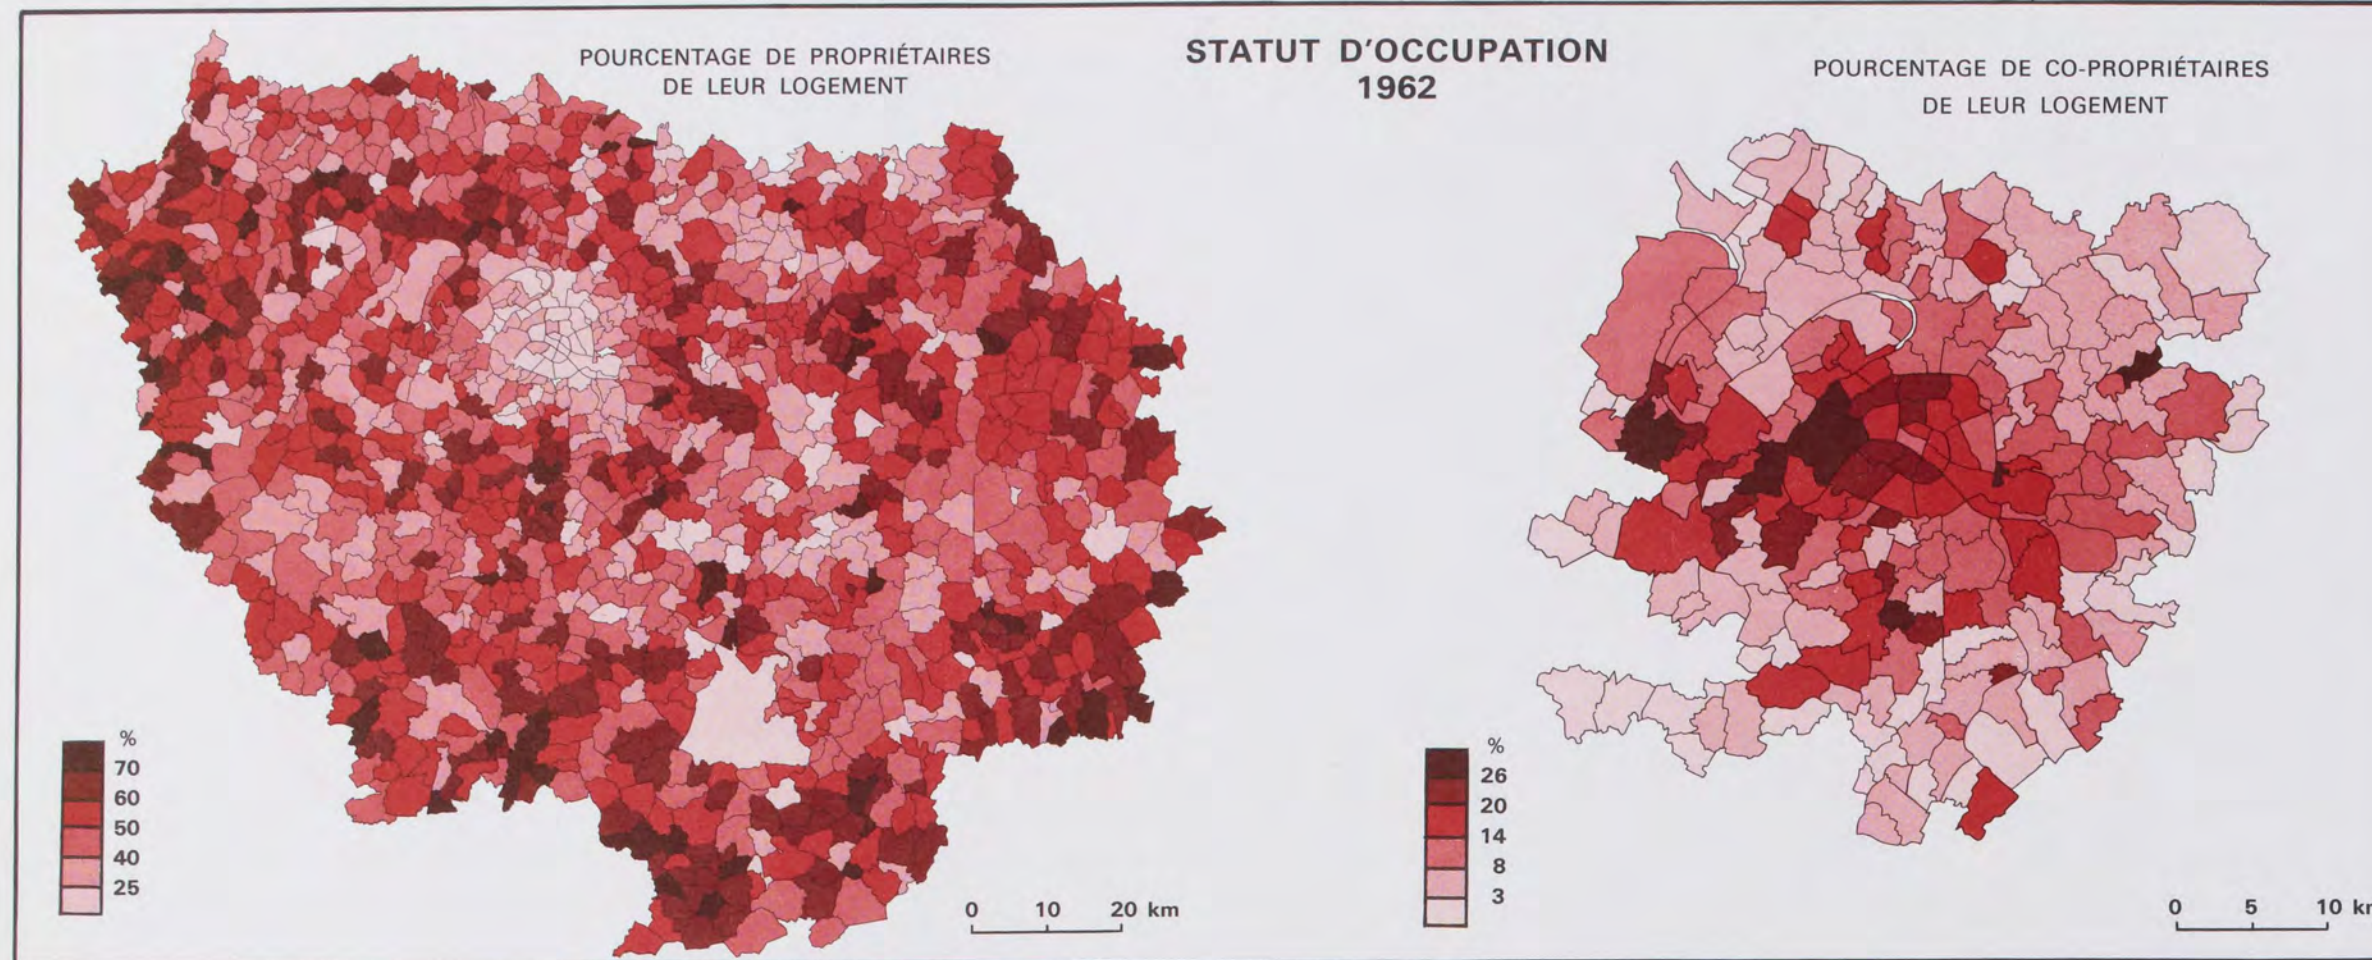 POURCENTAGE DE PROPRIÉTAIRES
DE LEUR LOGEMENT
STATUT D'OCCUPATION
1962
POURCENTAGE DE CO-PROPRIÉTAIRES
DE LEUR LOGEMENT
%
70
60
50
40
25
0 10 20 km
%
26
20
14
8
3
0 5 10 km